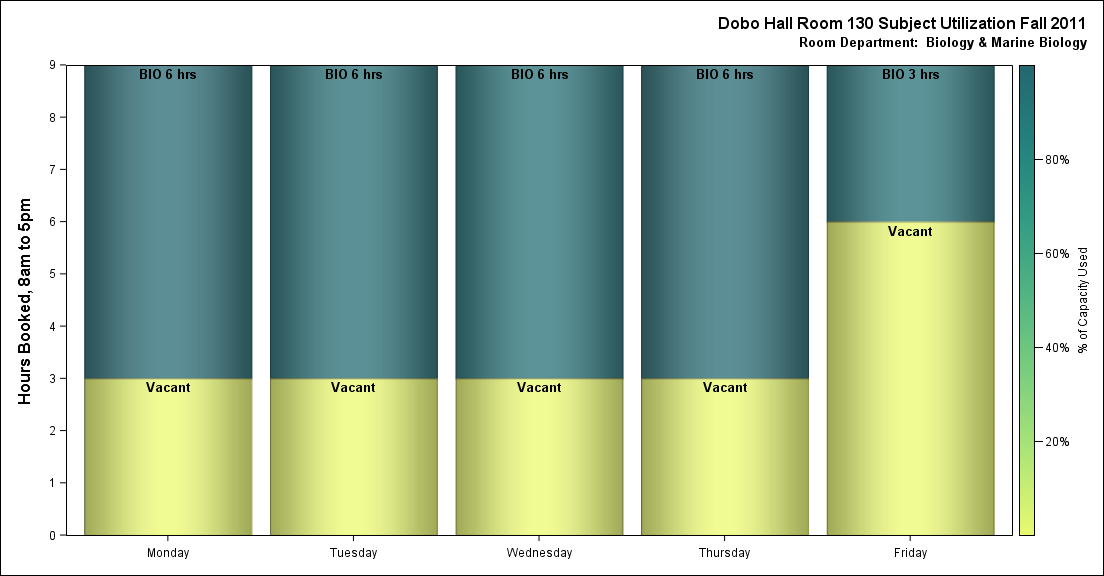 Dobo Hall Room 130 Subject Utilization Fall 2011
Room Department:  Biology & Marine Biology
Hours Booked, 8am to 5pm
9
8
7
6
5
4
3
2
1
0
BIO 6 hrs
BIO 6 hrs
BIO 6 hrs
BIO 6 hrs
BIO 3 hrs
Vacant
Vacant
Vacant
Vacant
Vacant
Monday
Tuesday
Wednesday
Thursday
Friday
80%
60%
40%
20%
% of Capacity Used